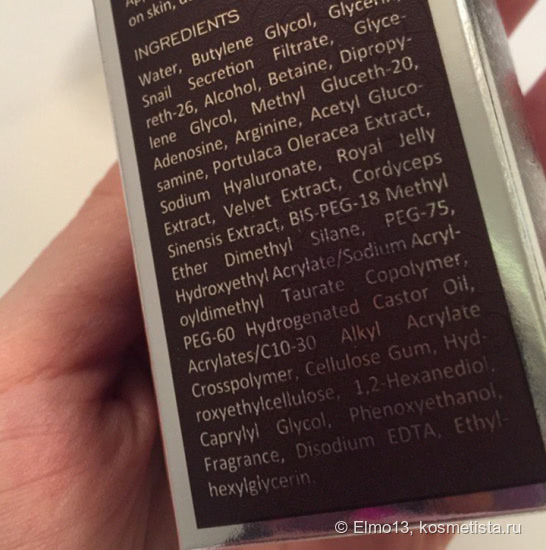 on skin,
INGREDIENTS
Water, Butylene Glycol, Glycerin,
Snail Secretion Filtrate, Glyce-
reth-26, Alcohol, Betaine, Dipropy-
lene Glycol, Methyl Gluceth-20,
Adenosine, Arginine, Acetyl Gluco-
samine, Portulaca Oleracea Extract,
Sodium Hyaluronate, Royal Jelly
Extract, Velvet Extract, Cordyceps
Sinensis Extract, BIS-PEG-18 Methyl
Ether Dimethyl Silane, PEG-75,
Hydroxyethyl Acrylate/Sodium Acryl-
oyldimethyl Taurate Copolymer,
PEG-60 Hydrogenated Castor Oil,
Acrylates/C10-30 Alkyl Acrylate
Crosspolymer, Cellulose Gum, Hyd-
roxyethylcellulose, 1,2-Hexanediol.
Caprylyl Glycol, Phenoxyethanol,
Fragrance, Disodium EDTA, Ethyl-
hexylglycerin.
© Elmo13, kosmetista.ru